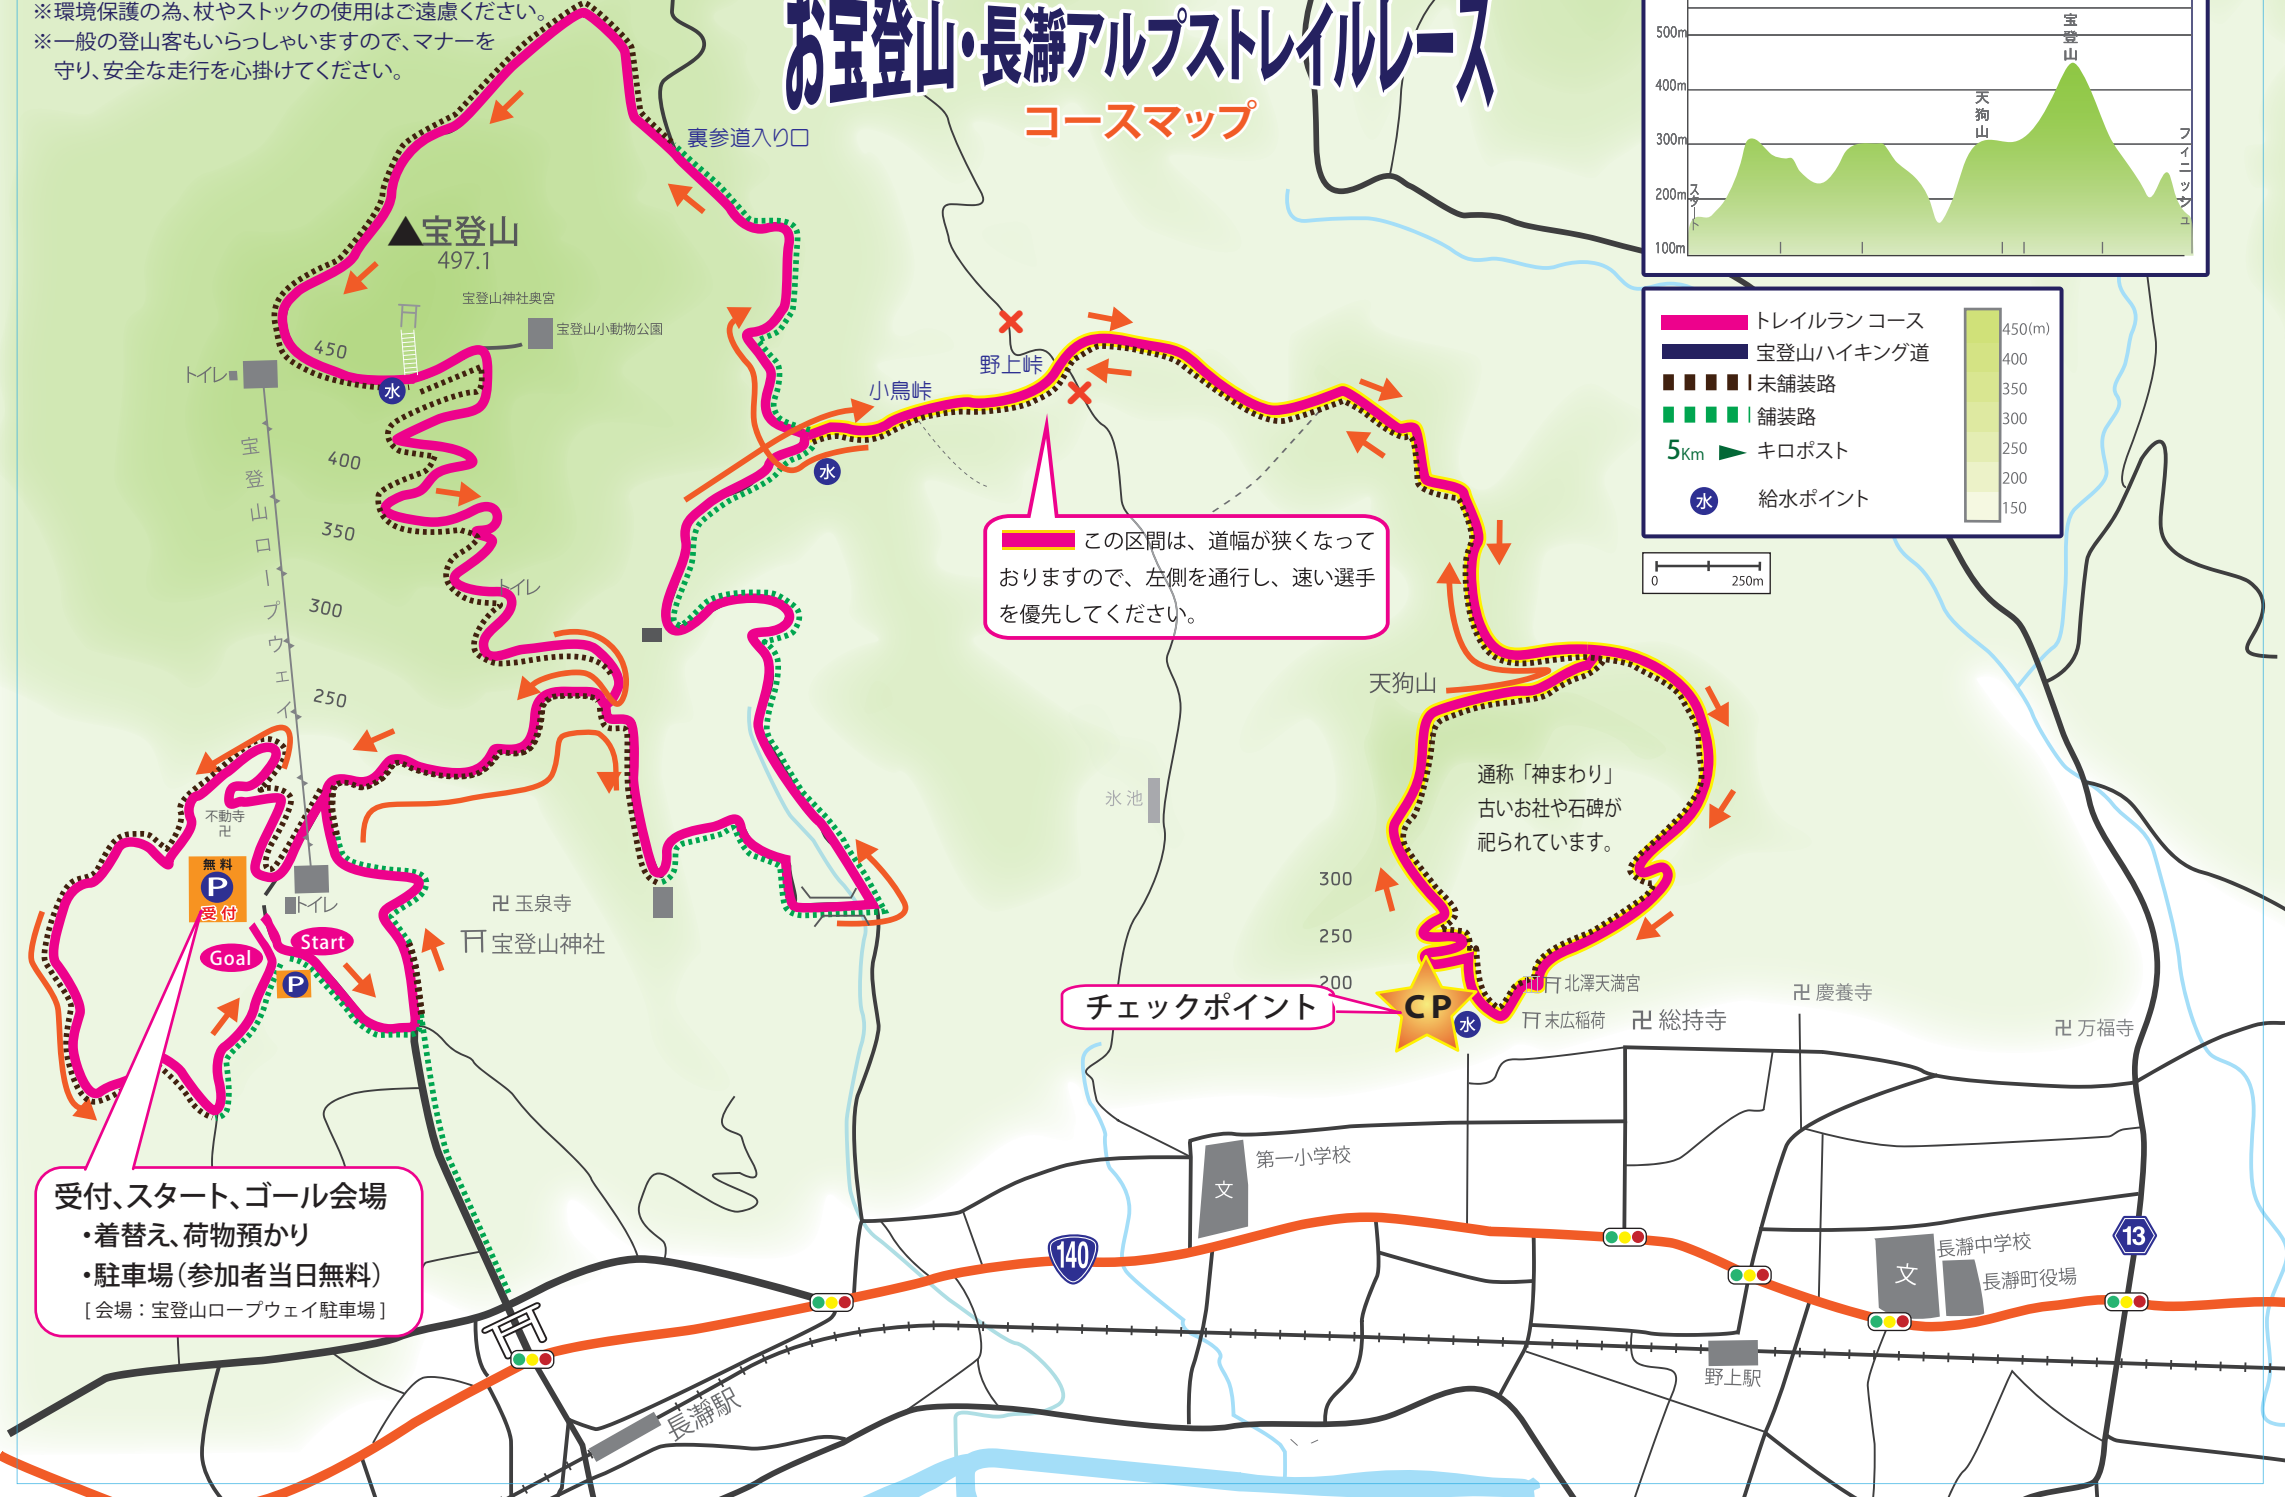 ※環境保護の為、杖やストックの使用はご遠慮ください。
※一般の登山客もいらっしゃいますので、マナーを
守り、安全な走行を心掛けてください。
お宝登山・長瀞アルプストレイルレース
コースマップ
500m
400m
300m
200m
100m
スタート
天狗山
宝登山
フィニッシュ
トレイルラン コース
宝登山ハイキング道
未舗装路
舗装路
5Km キロポスト
水 給水ポイント
450(m)
400
350
300
250
200
150
0 250m
裏参道入り口
宝登山
497.1
宝登山神社奥宮
宝登山小動物公園
トイレ
450
水
400
350
300
250
宝登山ロープウェイ
トイレ
野上峠
小鳥峠
水
この区間は、道幅が狭くなって
おりますので、左側を通行し、速い選手
を優先してください。
天狗山
通称「神まわり」
古いお社や石碑が
祀られています。
氷池
300
250
200
不動寺
卍
無料
P
受付
トイレ
Start
Goal
P
卍 玉泉寺
宝登山神社
チェックポイント
CP
水
北澤天満宮
末広稲荷
卍 総持寺
卍 慶養寺
卍 万福寺
受付、スタート、ゴール会場
・着替え、荷物預かり
・駐車場(参加者当日無料)
[ 会場：宝登山ロープウェイ駐車場 ]
第一小学校
文
140
13
長瀞中学校
文
長瀞町役場
野上駅
長瀞駅